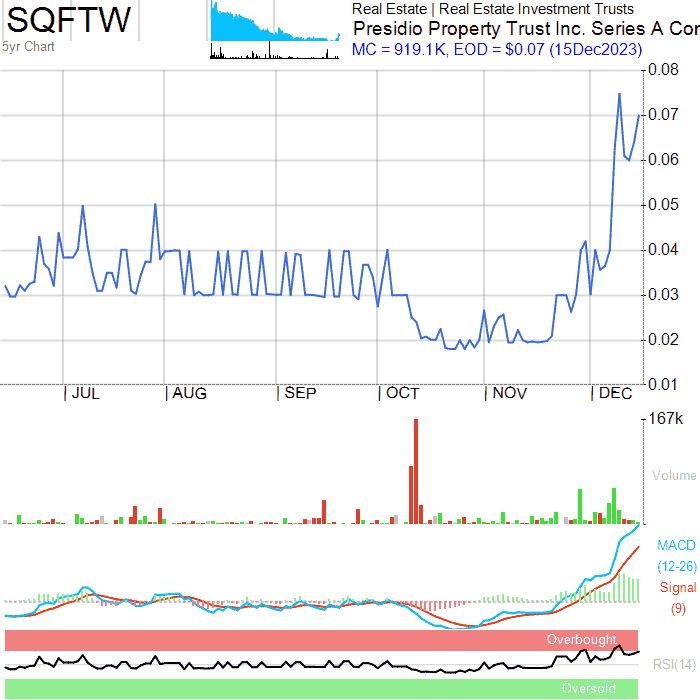 SQFTW
5yr Chart
Real Estate | Real Estate Investment Trusts
Presidio Property Trust Inc. Series A Cor
MC = 919.1K, EOD = $0.07 (15Dec2023)
0.08
0.07
0.06
0.05
0.04
0.03
0.02
0.01
| JUL | AUG | SEP | OCT | NOV | DEC
167k
Volume
MACD
(12-26)
Signal
(9)
Overbought
RSI(14)
Oversold